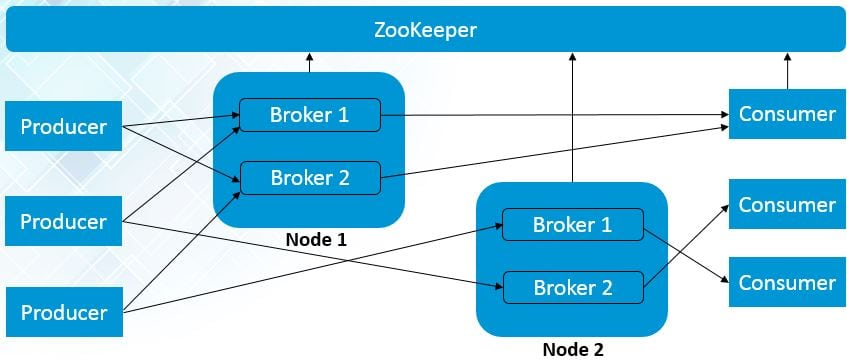 ZooKeeper
Producer
Producer
Producer
Broker 1
Broker 2
Node 1
Broker 1
Broker 2
Node 2
Consumer
Consumer
Consumer